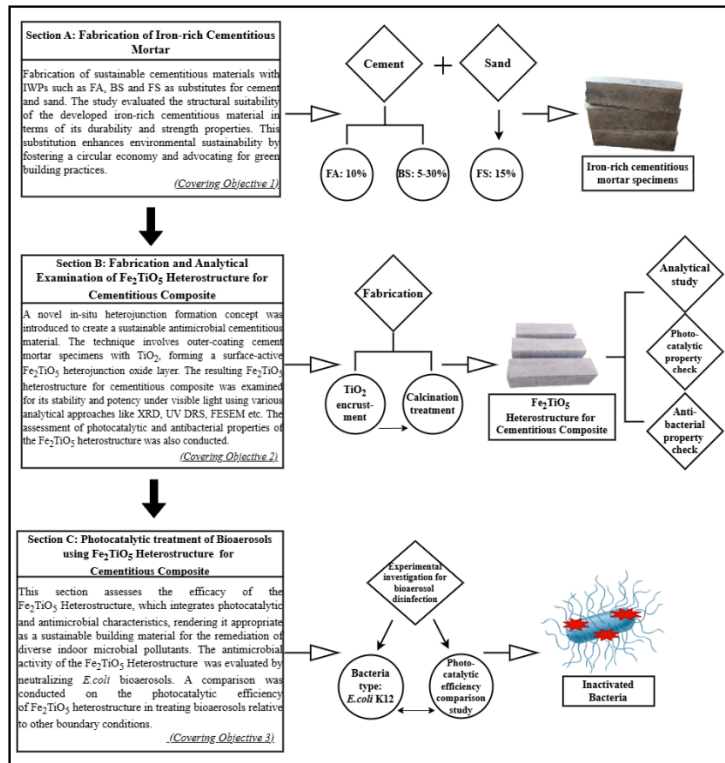 Section A: Fabrication of Iron-rich Cementitious
Mortar
Fabrication of sustainable cementitious materials with
IWPs such as FA, BS and FS as substitutes for cement
and sand. The study evaluated the structural suitability
of the developed iron-rich cementitious material in
terms of its durability and strength properties. This
substitution enhances environmental sustainability by
fostering a circular economy and advocating for green
building practices.
(Covering Objective 1)
Cement
+
Sand
FA: 10%
BS: 5-30%
FS: 15%
Iron-rich cementitious
mortar specimens
Section B: Fabrication and Analytical
Examination of Fe2TiO5 Heterostructure for
Cementitious Composite
A novel in-situ heterojunction formation concept was
introduced to create a sustainable antimicrobial cementitious
material. The technique involves outer-coating cement
mortar specimens with TiO2, forming a surface-active
Fe2TiO5 heterojunction oxide layer. The resulting Fe2TiO5
heterostructure for cementitious composite was examined
for its stability and potency under visible light using various
analytical approaches like XRD, UV DRS, FESEM etc. The
assessment of photocatalytic and antibacterial properties of
the Fe2TiO5 heterostructure was also conducted.
(Covering Objective 2)
Fabrication
TiO2
encrust-
ment
Calcination
treatment
Fe2TiO5
Heterostructure for
Cementitious Composite
Analytical
study
Photo-
catalytic
property
check
Anti-
bacterial
property
check
Section C: Photocatalytic treatment of Bioaerosols
using Fe2TiO5 Heterostructure for
Cementitious Composite
This section assesses the efficacy of the
Fe2TiO5 Heterostructure, which integrates photocatalytic
and antimicrobial characteristics, rendering it appropriate
as a sustainable building material for the remediation of
diverse indoor microbial pollutants. The antimicrobial
activity of the Fe2TiO5 Heterostructure was evaluated by
neutralizing E.coli bioaerosols. A comparison was
conducted on the photocatalytic efficiency
of Fe2TiO5 heterostructure in treating bioaerosols relative
to other boundary conditions.
(Covering Objective 3)
Experimental
investigation for
bioaerosol
disinfection
Bacteria
type:
E.coli K12
Photo-
catalytic
efficiency
comparison
study
Inactivated
Bacteria